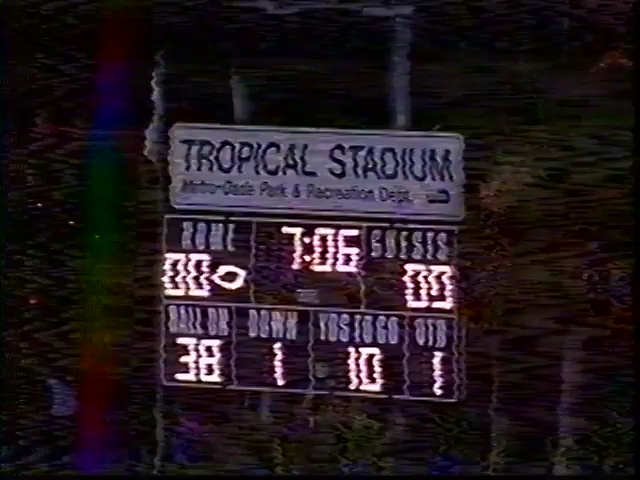 TROPICAL STADIUM
Metro-Dade Park & Recreation Dept.
HOME 7:06 GUESTS
00 00
BALL ON DOWN YDS TO GO QTR
38 1 10 1